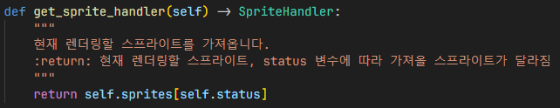 def get_sprite_handler(self) -> SpriteHandler:
"""
현재 렌더링할 스프라이트를 가져옵니다.
:return: 현재 렌더링할 스프라이트, status 변수에 따라 가져올 스프라이트가 달라짐
"""
return self.sprites[self.status]